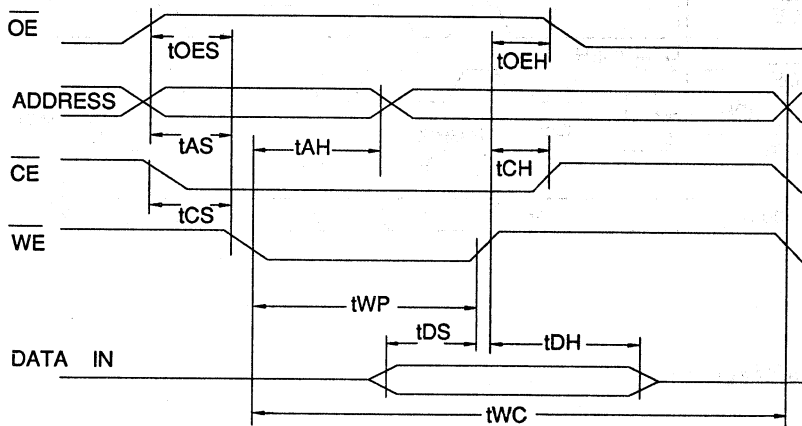 OE
tOES
tOEH
ADDRESS
tAS
tAH
CE
tCH
tCS
WE
tWP
tDS
tDH
DATA IN
tWC